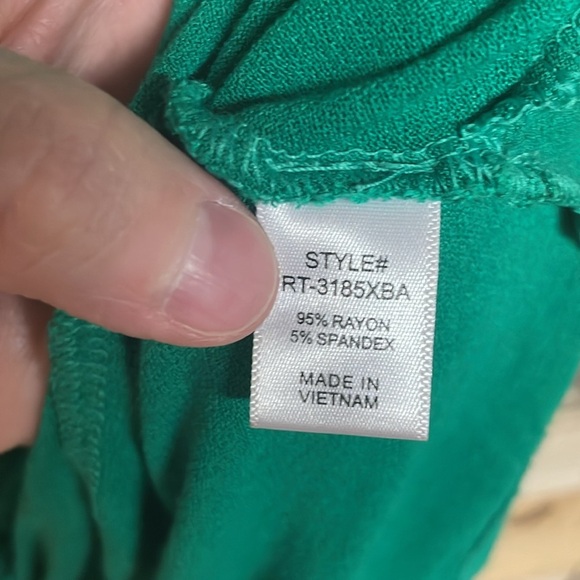 STYLE#
RT-3185XBA
95% RAYON
5% SPANDEX
MADE IN
VIETNAM